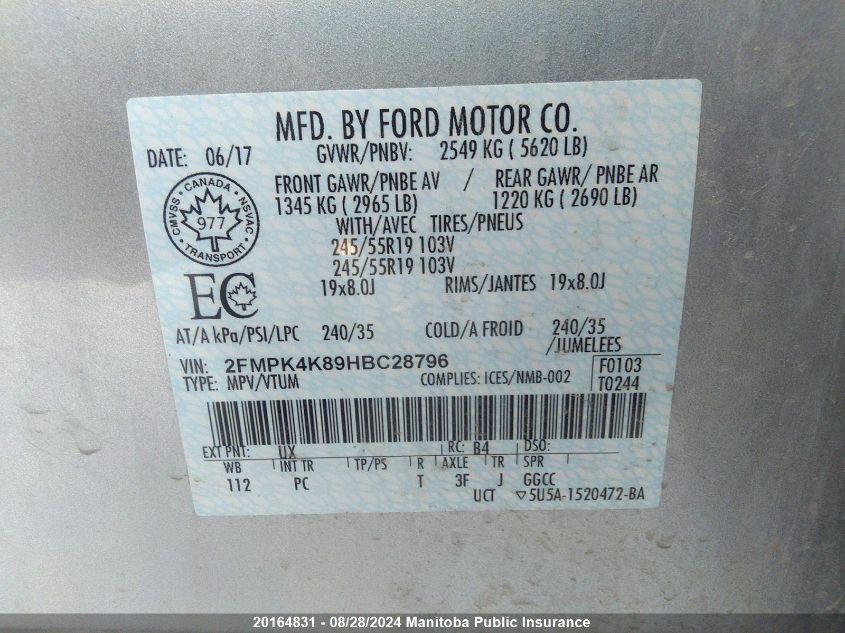 MFD. BY FORD MOTOR CO.
DATE: 06/17 GVWR/PNBV: 2549 KG ( 5620 LB)
FRONT GAWR/PNBE AV / REAR GAWR/ PNBE AR
1345 KG ( 2965 LB) 1220 KG ( 2690 LB)
WITH/AVEC TIRES/PNEUS
245/55R19 103V
245/55R19 103V
19x8.0J RIMS/JANTES 19x8.0J
CANADA
CMVSS NSVAC
977
TRANSPORT
EC
AT/A kPa/PSI/LPC 240/35 COLD/A FROID 240/35
/JUMELEES
VIN: 2FMPK4K89HBC28796 F0103
TYPE: MPV/VTUM COMPLIES: ICES/NMB-002 T0244
EXT PNT: UX RC: B4 DSO:
WB INT TR TP/PS R AXLE TR SPR
112 PC T 3F J GGCC
UCT ▽5U5A-1520472-BA
20164831 - 08/28/2024 Manitoba Public Insurance